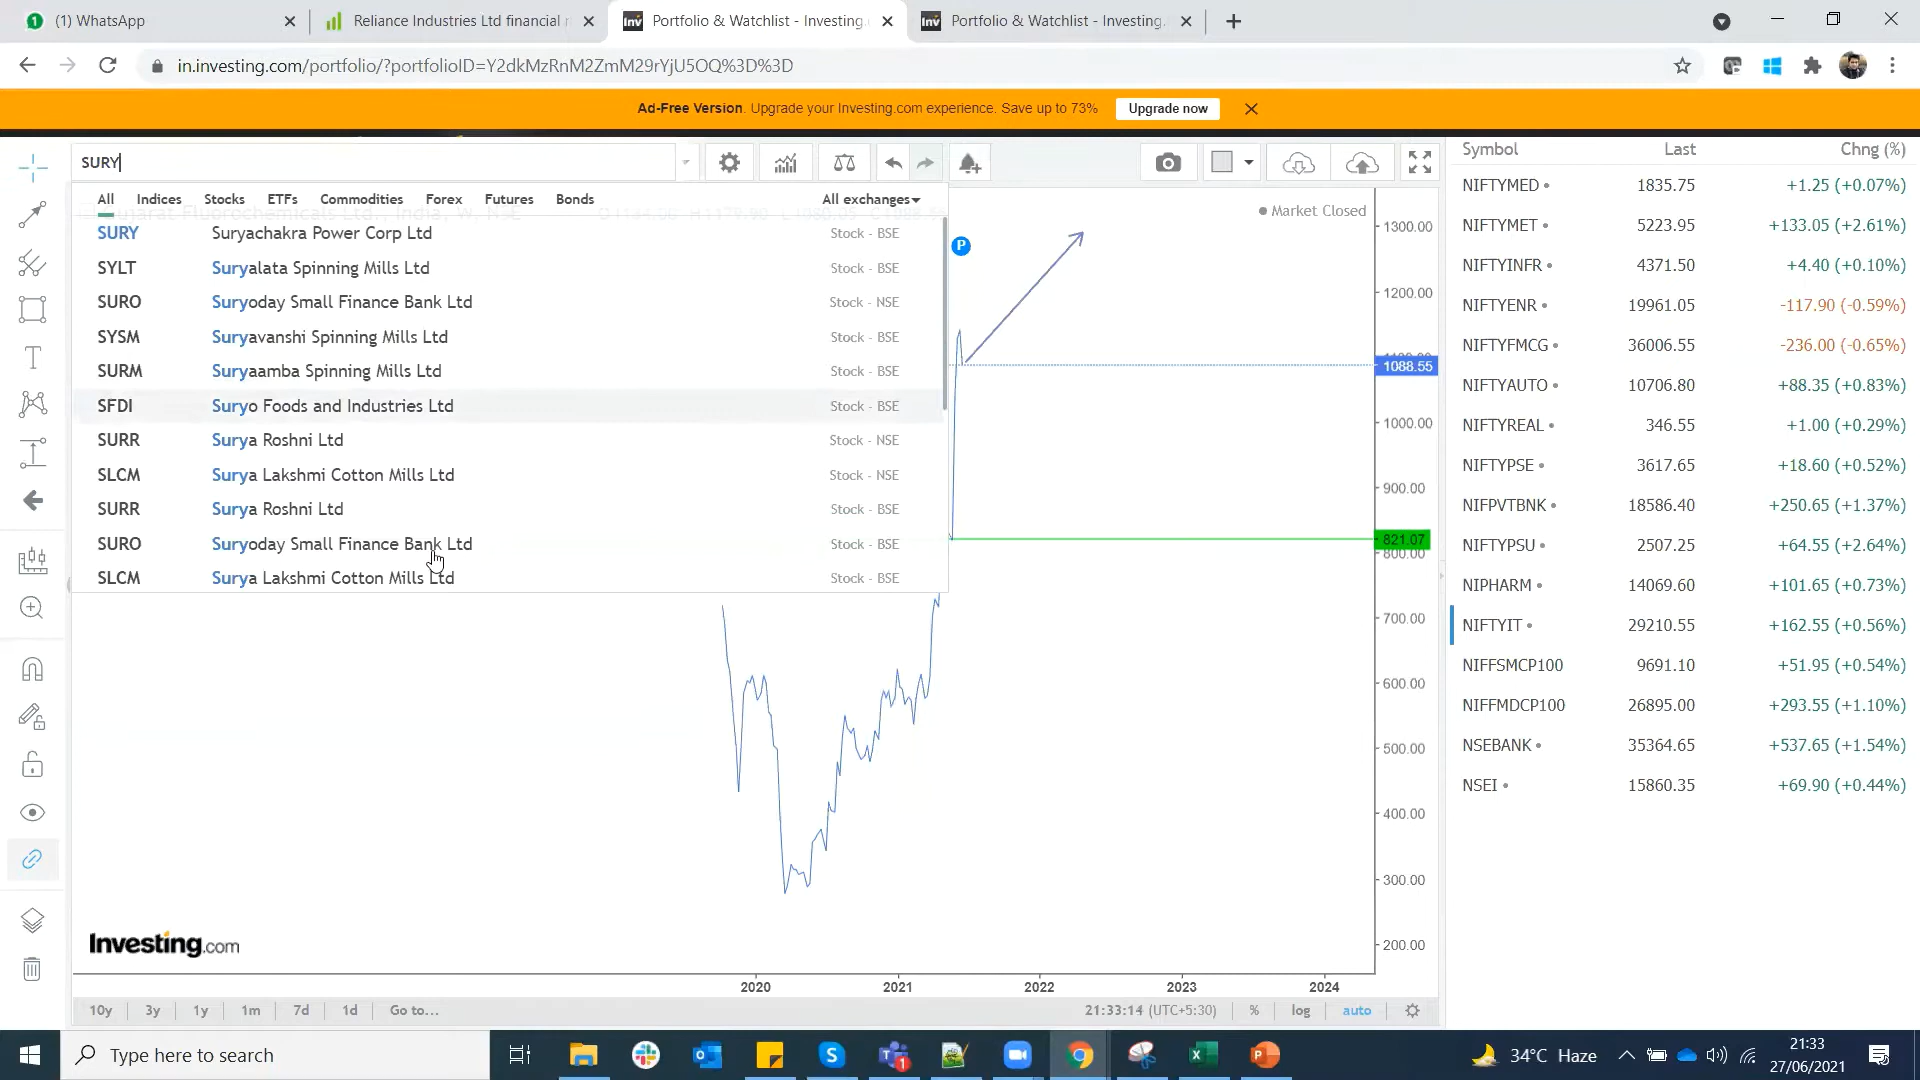 (1) WhatsApp
Reliance Industries Ltd financial r
Portfolio & Watchlist - Investing.
Portfolio & Watchlist - Investing.
in.investing.com/portfolio/?portfolioID=Y2dkMzRnM2ZmM29rYjU5OQ%3D%3D
Ad-Free Version. Upgrade your Investing.com experience. Save up to 73% Upgrade now
SURY
All Indices Stocks ETFs Commodities Forex Futures Bonds All exchanges
SURY Suryachakra Power Corp Ltd Stock - BSE
SYLT Suryalata Spinning Mills Ltd Stock - BSE
SURO Suryoday Small Finance Bank Ltd Stock - NSE
SYSM Suryavanshi Spinning Mills Ltd Stock - BSE
SURM Suryaamba Spinning Mills Ltd Stock - BSE
SFDI Suryo Foods and Industries Ltd Stock - BSE
SURR Surya Roshni Ltd Stock - NSE
SLCM Surya Lakshmi Cotton Mills Ltd Stock - NSE
SURR Surya Roshni Ltd Stock - BSE
SURO Suryoday Small Finance Bank Ltd Stock - BSE
SLCM Surya Lakshmi Cotton Mills Ltd Stock - BSE
Market Closed
P
1300.00
1200.00
1088.55
1000.00
900.00
821.07
800.00
700.00
600.00
500.00
400.00
300.00
200.00
Investing.com
2020 2021 2022 2023 2024
10y 3y 1y 1m 7d 1d Go to... 21:33:14 (UTC+5:30) % log auto
Symbol Last Chng (%)
NIFTYMED 1835.75 +1.25 (+0.07%)
NIFTYMET 5223.95 +133.05 (+2.61%)
NIFTYINFR 4371.50 +4.40 (+0.10%)
NIFTYENR 19961.05 -117.90 (-0.59%)
NIFTYFMCG 36006.55 -236.00 (-0.65%)
NIFTYAUTO 10706.80 +88.35 (+0.83%)
NIFTYREAL 346.55 +1.00 (+0.29%)
NIFTYPSE 3617.65 +18.60 (+0.52%)
NIFPVTBNK 18586.40 +250.65 (+1.37%)
NIFTYPSU 2507.25 +64.55 (+2.64%)
NIPHARM 14069.60 +101.65 (+0.73%)
NIFTYIT 29210.55 +162.55 (+0.56%)
NIFFSMCP100 9691.10 +51.95 (+0.54%)
NIFFMDCP100 26895.00 +293.55 (+1.10%)
NSEBANK 35364.65 +537.65 (+1.54%)
NSEI 15860.35 +69.90 (+0.44%)
Type here to search
34°C Haze
21:33
27/06/2021